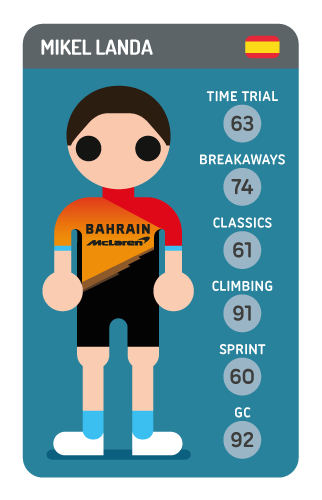 MIKEL LANDA
TIME TRIAL
63
BREAKAWAYS
74
CLASSICS
61
CLIMBING
91
SPRINT
60
GC
92
BAHRAIN
McLaren